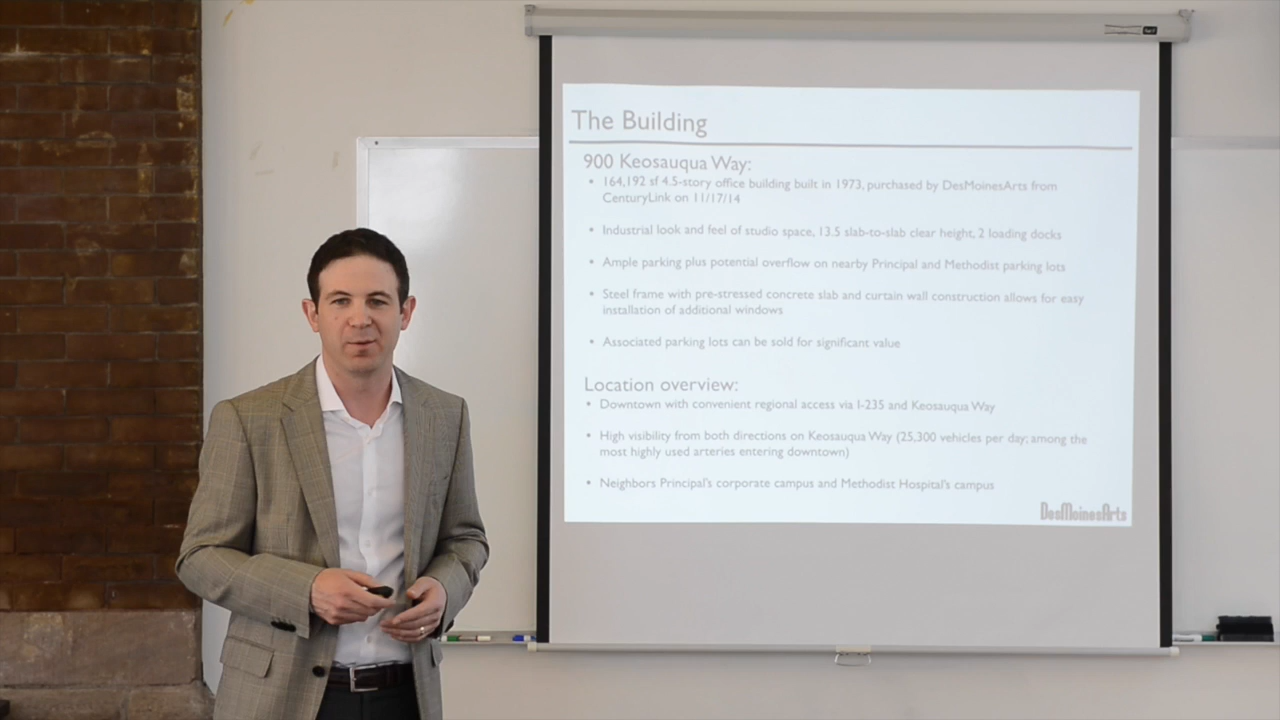 The Building
900 Keosauqua Way:
• 164,192 sf 4.5-story office building built in 1973, purchased by DesMoinesArts from
CenturyLink on 11/17/14
• Industrial look and feel of studio space, 13.5 slab-to-slab clear height, 2 loading docks
• Ample parking plus potential overflow on nearby Principal and Methodist parking lots
• Steel frame with pre-stressed concrete slab and curtain wall construction allows for easy
installation of additional windows
• Associated parking lots can be sold for significant value
Location overview:
• Downtown with convenient regional access via I-235 and Keosauqua Way
• High visibility from both directions on Keosauqua Way (25,300 vehicles per day; among the
most highly used arteries entering downtown)
• Neighbors Principal's corporate campus and Methodist Hospital's campus
DesMoinesArts